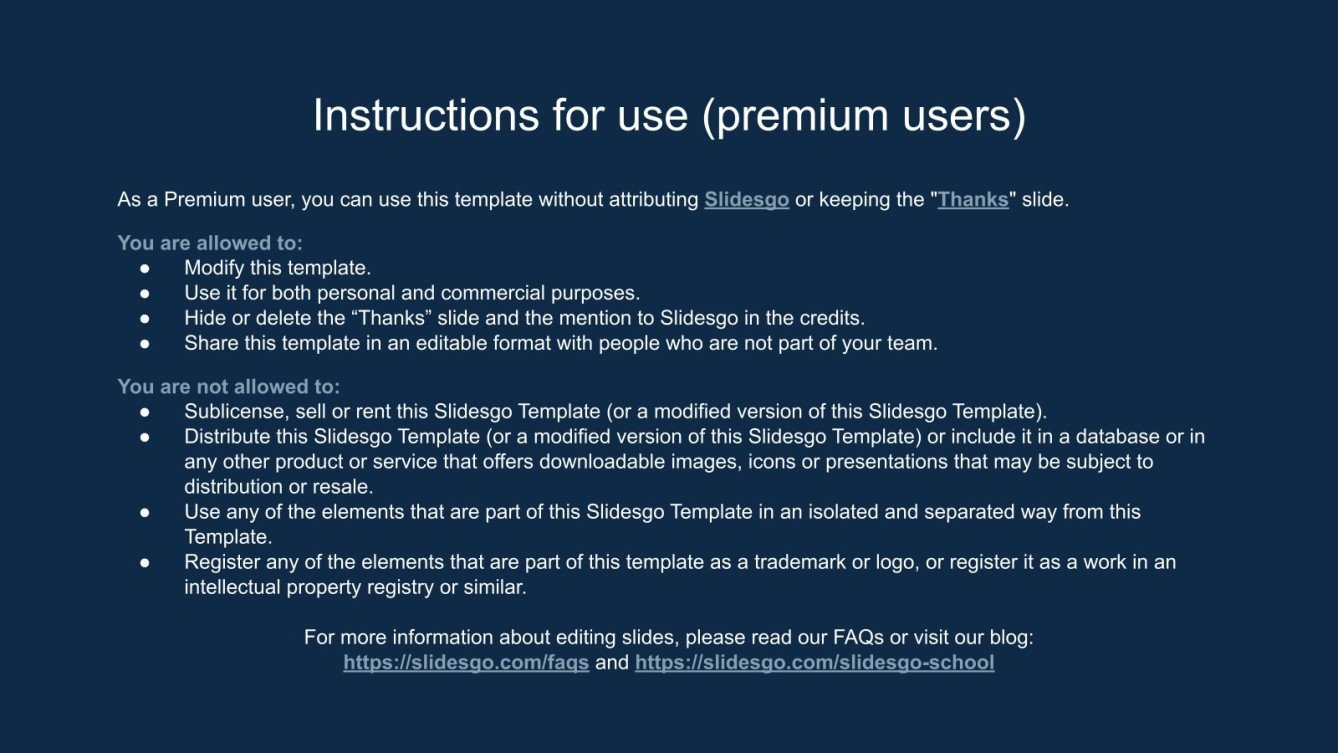 Instructions for use (premium users)
As a Premium user, you can use this template without attributing Slidesgo or keeping the "Thanks" slide.
You are allowed to:
● Modify this template.
● Use it for both personal and commercial purposes.
● Hide or delete the “Thanks” slide and the mention to Slidesgo in the credits.
● Share this template in an editable format with people who are not part of your team.
You are not allowed to:
● Sublicense, sell or rent this Slidesgo Template (or a modified version of this Slidesgo Template).
● Distribute this Slidesgo Template (or a modified version of this Slidesgo Template) or include it in a database or in
any other product or service that offers downloadable images, icons or presentations that may be subject to
distribution or resale.
● Use any of the elements that are part of this Slidesgo Template in an isolated and separated way from this
Template.
● Register any of the elements that are part of this template as a trademark or logo, or register it as a work in an
intellectual property registry or similar.
For more information about editing slides, please read our FAQs or visit our blog:
https://slidesgo.com/faqs and https://slidesgo.com/slidesgo-school